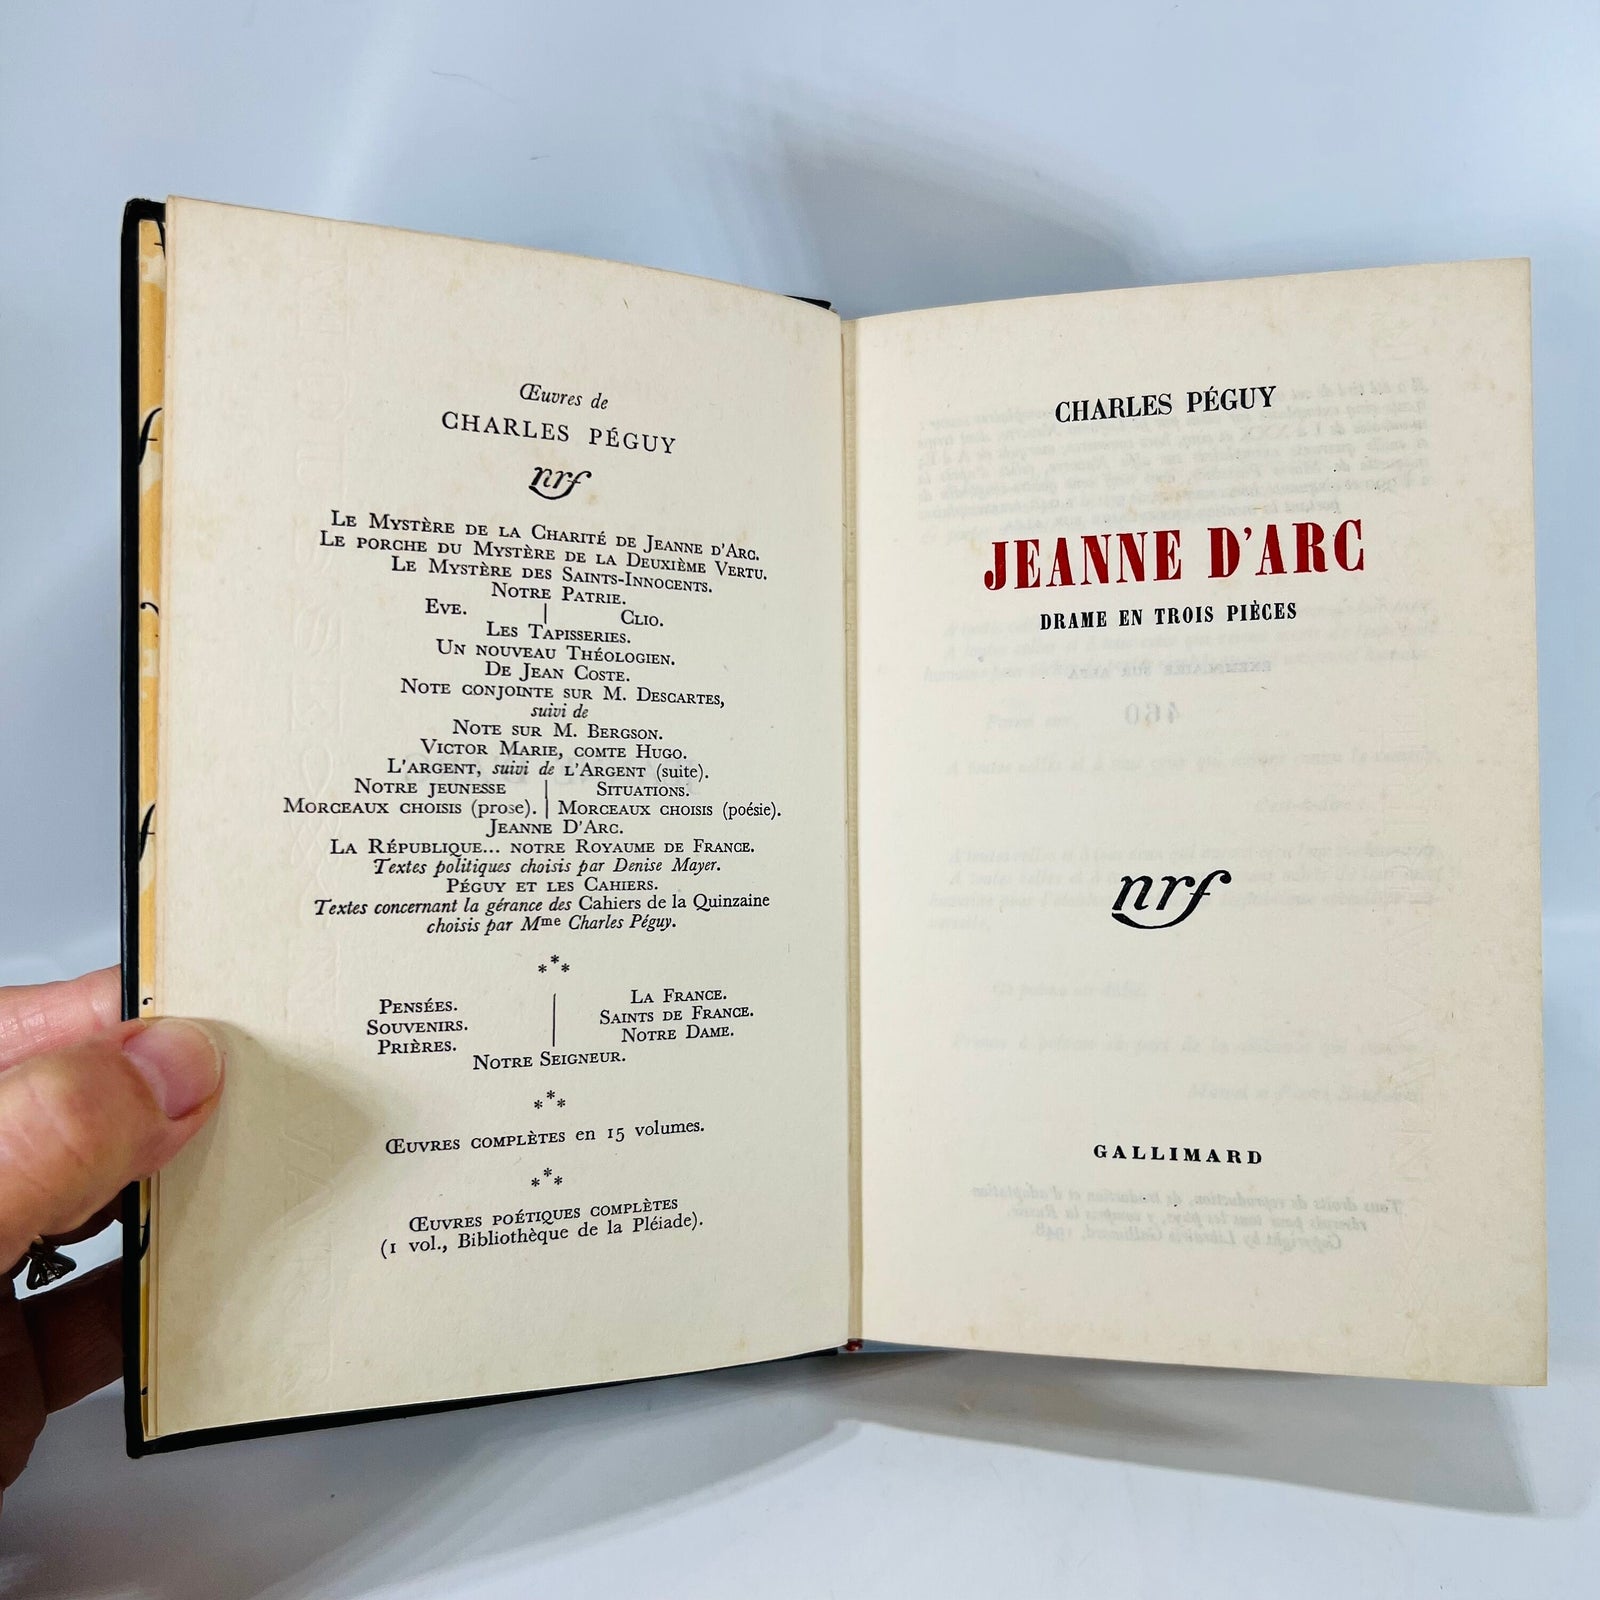 Œuvres de
CHARLES PÉGUY
nrf
LE MYSTÈRE DE LA CHARITÉ DE JEANNE D'ARC.
LE PORCHE DU MYSTÈRE DE LA DEUXIÈME VERTU.
LE MYSTÈRE DES SAINTS-INNOCENTS.
NOTRE PATRIE.
EVE. | CLIO.
LES TAPISSERIES.
UN NOUVEAU THÉOLOGIEN.
DE JEAN COSTE.
NOTE CONJOINTE SUR M. DESCARTES,
suivi de
NOTE SUR M. BERGSON.
VICTOR MARIE, COMTE HUGO.
L'ARGENT, suivi de L'ARGENT (suite).
NOTRE JEUNESSE | SITUATIONS.
MORCEAUX CHOISIS (prose). | MORCEAUX CHOISIS (poésie).
JEANNE D'ARC.
LA RÉPUBLIQUE... NOTRE ROYAUME DE FRANCE.
Textes politiques choisis par Denise Mayer.
PÉGUY ET LES CAHIERS.
Textes concernant la gérance des Cahiers de la Quinzaine
choisis par Mme Charles Péguy.
***
PENSÉES. | LA FRANCE.
SOUVENIRS. | SAINTS DE FRANCE.
PRIÈRES. | NOTRE DAME.
NOTRE SEIGNEUR.
***
ŒUVRES COMPLÈTES en 15 volumes.
***
ŒUVRES POÉTIQUES COMPLÈTES
(1 vol., Bibliothèque de la Pléiade).
CHARLES PÉGUY
JEANNE D'ARC
DRAME EN TROIS PIÈCES
nrf
GALLIMARD